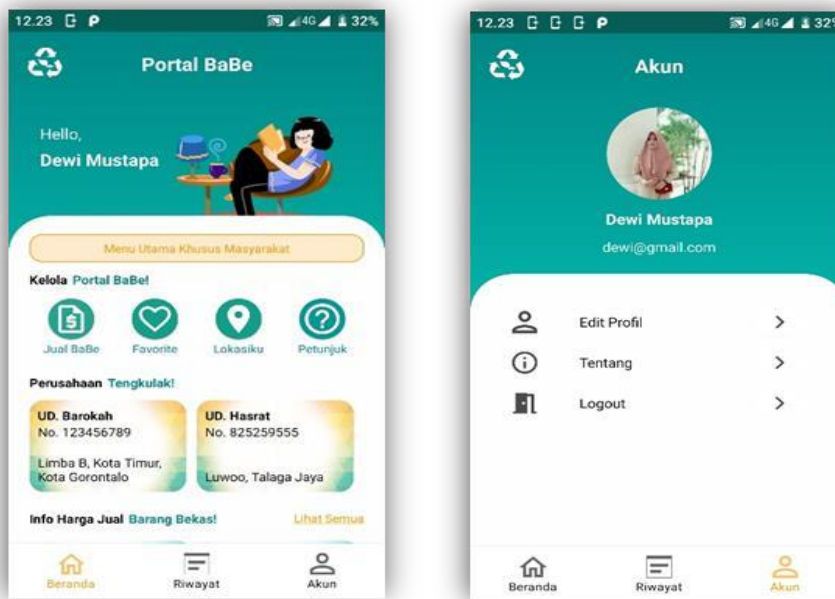 12.23
4G
32%
Portal BaBe
Hello,
Dewi Mustapa
Menu Utama Khusus Masyarakat
Kelola Portal BaBe!
Jual BaBe Favorite Lokasiku Petunjuk
Perusahaan Tengkulak!
UD. Barokah
No. 123456789
Limba B, Kota Timur,
Kota Gorontalo
UD. Hasrat
No. 825259555
Luwoo, Talaga Jaya
Info Harga Jual Barang Bekas! Lihat Semua
Beranda Riwayat Akun
12.23
4G
32%
Akun
Dewi Mustapa
dewi@gmail.com
Edit Profil
Tentang
Logout
Beranda Riwayat Akun